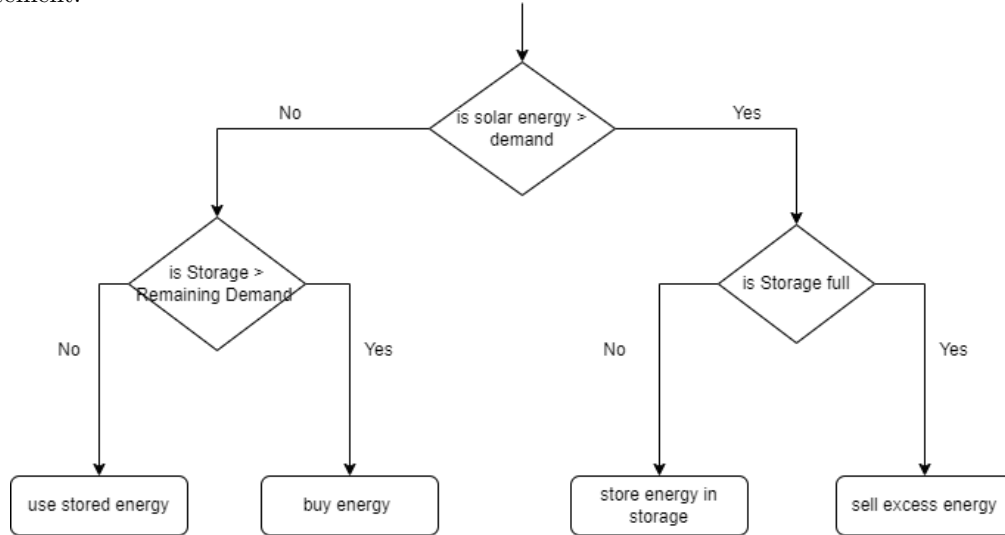 No
is solar energy >
demand
Yes
is Storage >
Remaining Demand
is Storage full
No
Yes
No
Yes
use stored energy
buy energy
store energy in
storage
sell excess energy